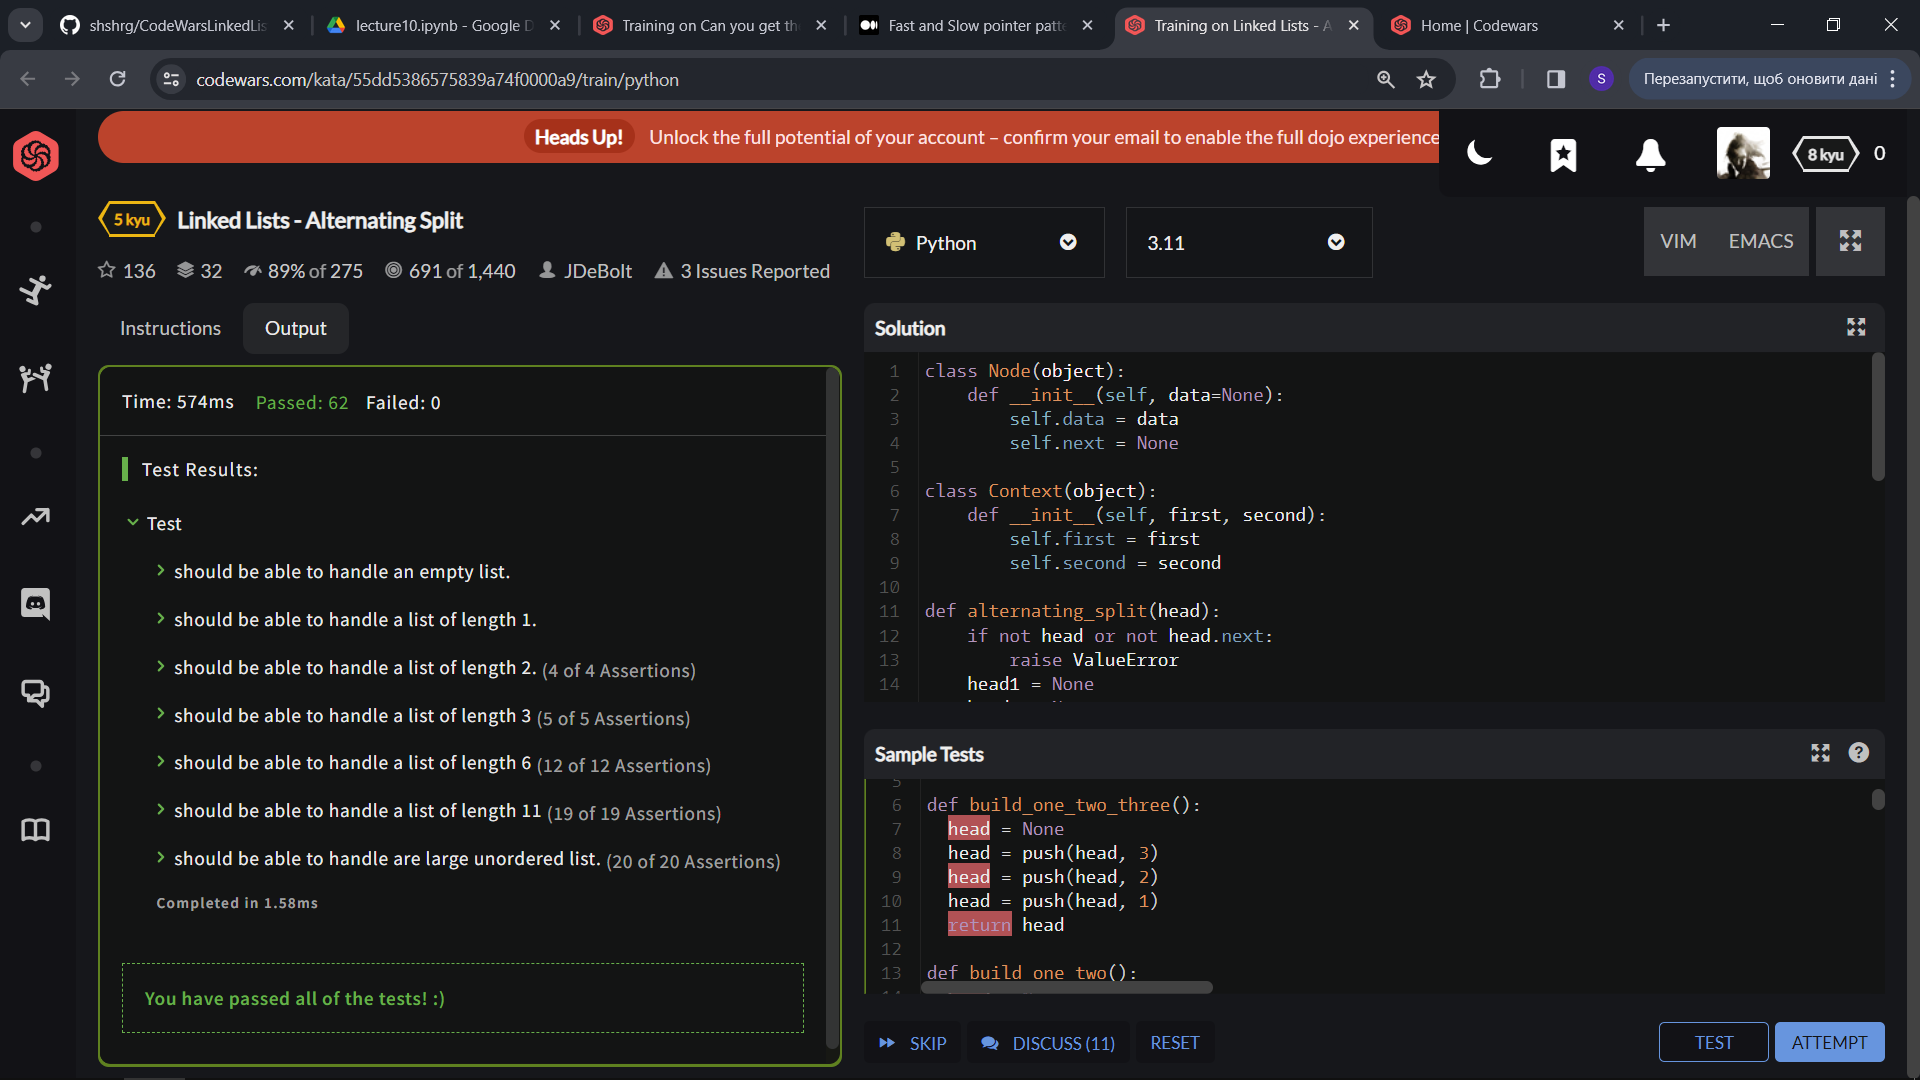 shshrg/CodeWarsLinkedLis
lecture10.ipynb - Google D
Training on Can you get th
Fast and Slow pointer patte
Training on Linked Lists - A
Home | Codewars
codewars.com/kata/55dd5386575839a74f0000a9/train/python
S
Перезапустити, щоб оновити дані
Heads Up! Unlock the full potential of your account – confirm your email to enable the full dojo experience
8 kyu 0
5 kyu Linked Lists - Alternating Split
136 32 89% of 275 691 of 1,440 JDeBolt 3 Issues Reported
Python
3.11
VIM EMACS
Instructions Output
Time: 574ms Passed: 62 Failed: 0
Test Results:
Test
should be able to handle an empty list.
should be able to handle a list of length 1.
should be able to handle a list of length 2. (4 of 4 Assertions)
should be able to handle a list of length 3 (5 of 5 Assertions)
should be able to handle a list of length 6 (12 of 12 Assertions)
should be able to handle a list of length 11 (19 of 19 Assertions)
should be able to handle are large unordered list. (20 of 20 Assertions)
Completed in 1.58ms
You have passed all of the tests! :)
Solution
1 class Node(object):
2 def __init__(self, data=None):
3 self.data = data
4 self.next = None
5
6 class Context(object):
7 def __init__(self, first, second):
8 self.first = first
9 self.second = second
10
11 def alternating_split(head):
12 if not head or not head.next:
13 raise ValueError
14 head1 = None
Sample Tests
5
6 def build_one_two_three():
7 head = None
8 head = push(head, 3)
9 head = push(head, 2)
10 head = push(head, 1)
11 return head
12
13 def build_one_two():
SKIP DISCUSS (11) RESET
TEST ATTEMPT